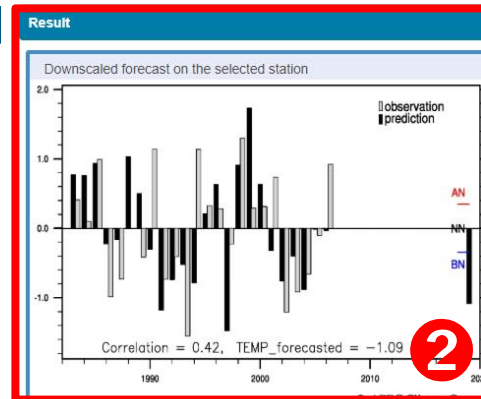 Result
Downscaled forecast on the selected station
2.0
observation
prediction
1.0
AN
0.0
NN
BN
-1.0
Correlation = 0.42, TEMP_forecasted = -1.09
2
1990
2000
2010